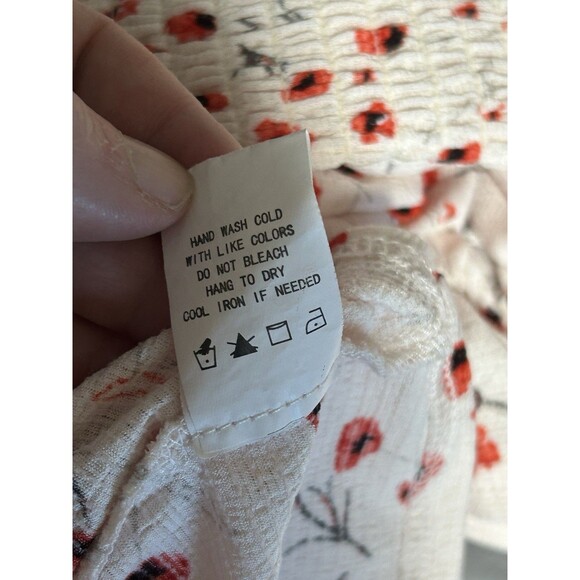 HAND WASH COLD
WITH LIKE COLORS
DO NOT BLEACH
HANG TO DRY
COOL IRON IF NEEDED